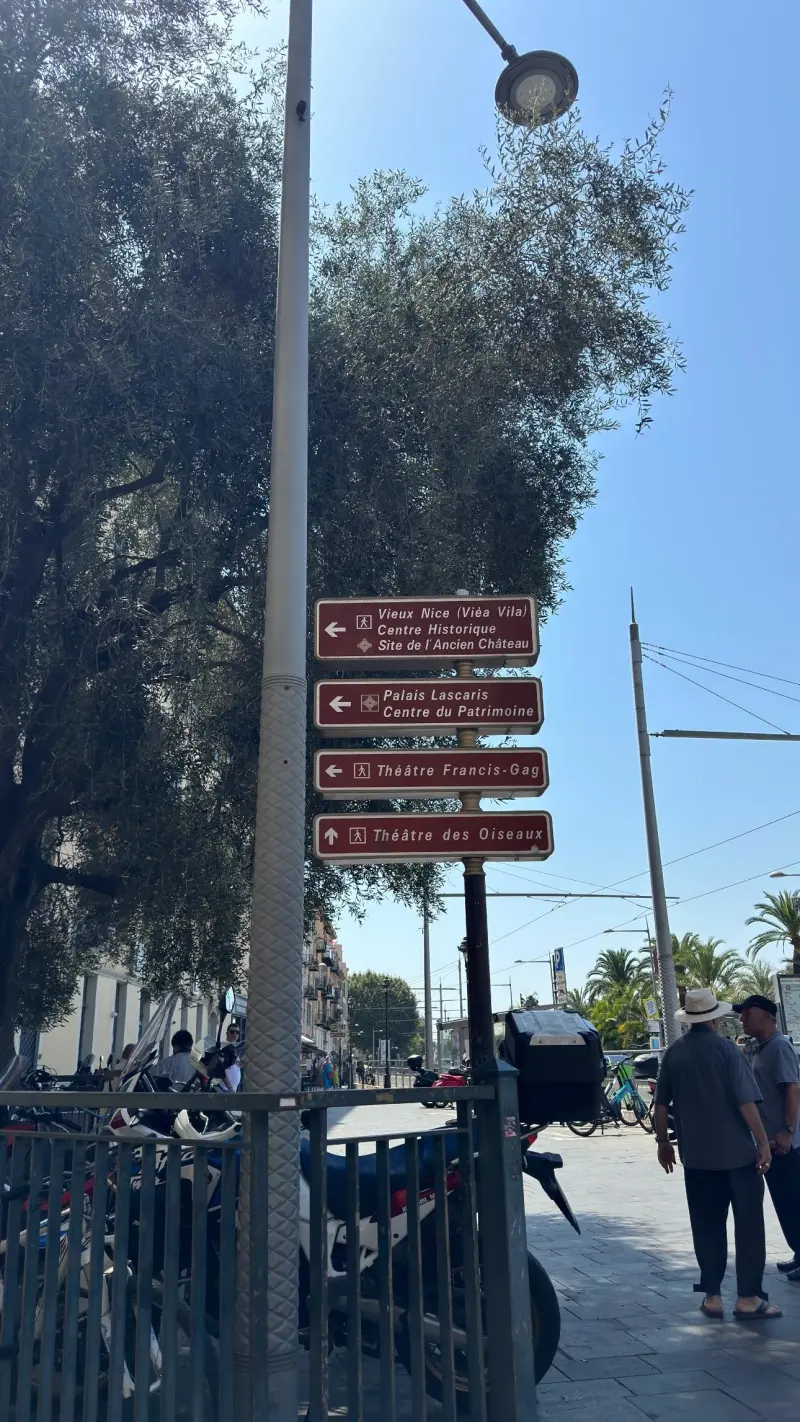 Vieux Nice (Vièa Vila)
Centre Historique
Site de l'Ancien Château
Palais Lascaris
Centre du Patrimoine
Théâtre Francis-Gag
Théâtre des Oiseaux
P